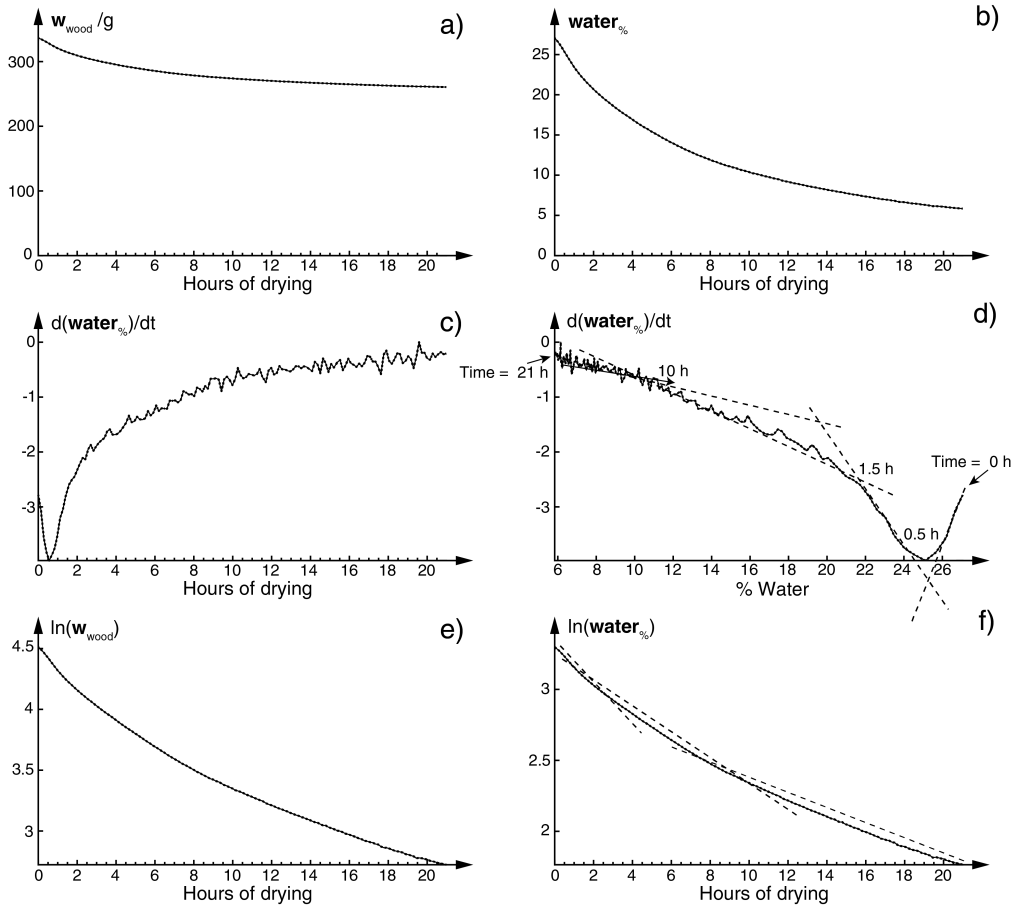 w_wood /g
a)
300
200
100
0
0 2 4 6 8 10 12 14 16 18 20
Hours of drying
water_%
b)
25
20
15
10
5
0
0 2 4 6 8 10 12 14 16 18 20
Hours of drying
d(water_%)/dt
c)
0
-1
-2
-3
0 2 4 6 8 10 12 14 16 18 20
Hours of drying
d(water_%)/dt
d)
0
Time = 21 h
10 h
-1
-2
1.5 h
Time = 0 h
-3
0.5 h
6 8 10 12 14 16 18 20 22 24 26
% Water
ln(w_wood)
e)
4.5
4
3.5
3
0 2 4 6 8 10 12 14 16 18 20
Hours of drying
ln(water_%)
f)
3
2.5
2
0 2 4 6 8 10 12 14 16 18 20
Hours of drying